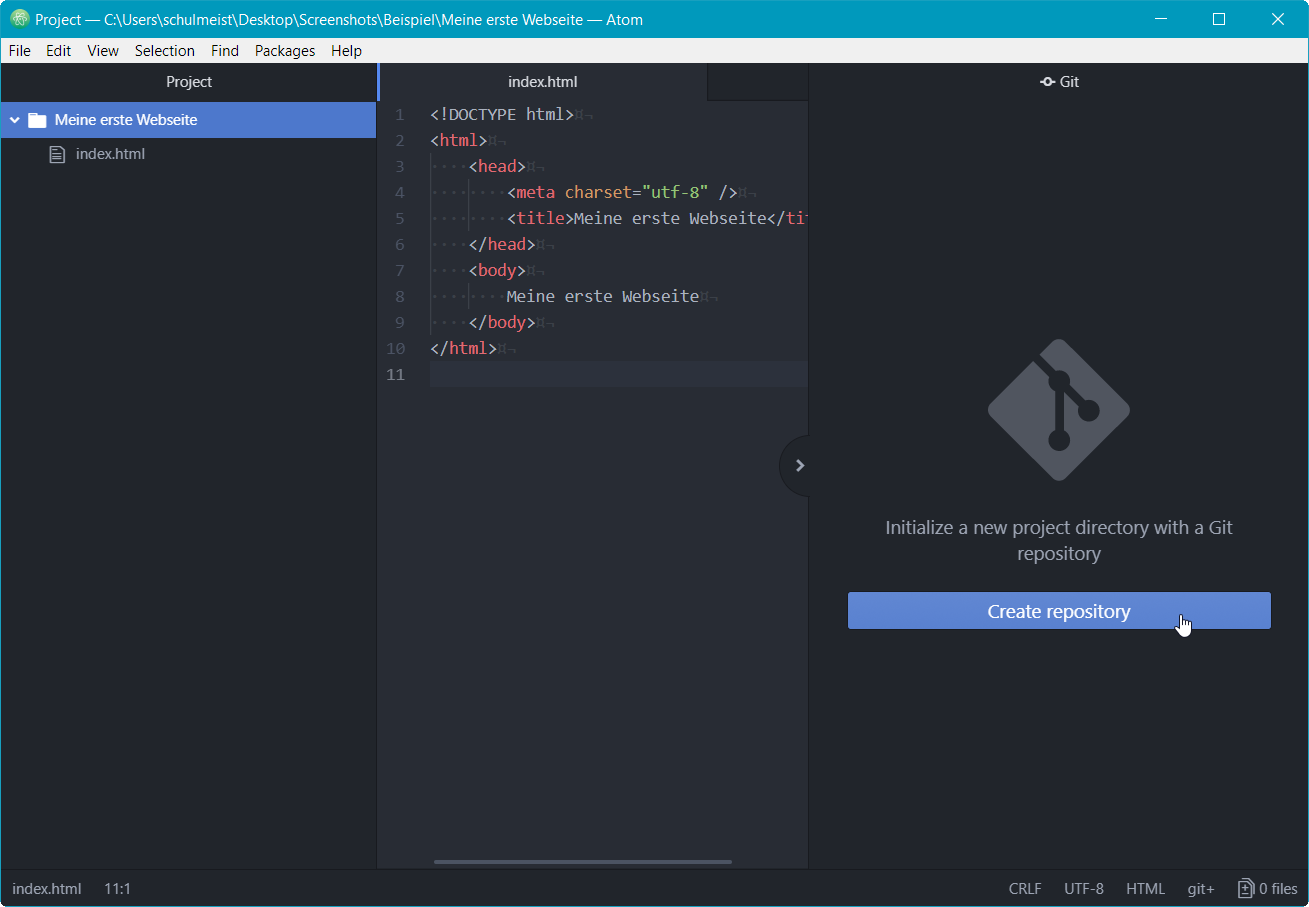 Project — C:\Users\schulmeist\Desktop\Screenshots\Beispiel\Meine erste Webseite — Atom
File Edit View Selection Find Packages Help
Project
Meine erste Webseite
index.html
index.html
1 <!DOCTYPE html>¤¬
2 <html>¤¬
3 ····<head>¤¬
4 ········<meta charset="utf-8" />¤¬
5 ········<title>Meine erste Webseite</tit
6 ····</head>¤¬
7 ····<body>¤¬
8 ········Meine erste Webseite¤¬
9 ····</body>¤¬
10 </html>¤¬
11
Git
Initialize a new project directory with a Git
repository
Create repository
index.html 11:1 CRLF UTF-8 HTML git+ 0 files